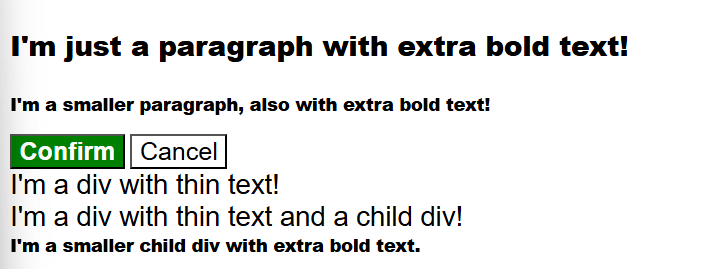 I'm just a paragraph with extra bold text!
I'm a smaller paragraph, also with extra bold text!
Confirm Cancel
I'm a div with thin text!
I'm a div with thin text and a child div!
I'm a smaller child div with extra bold text.